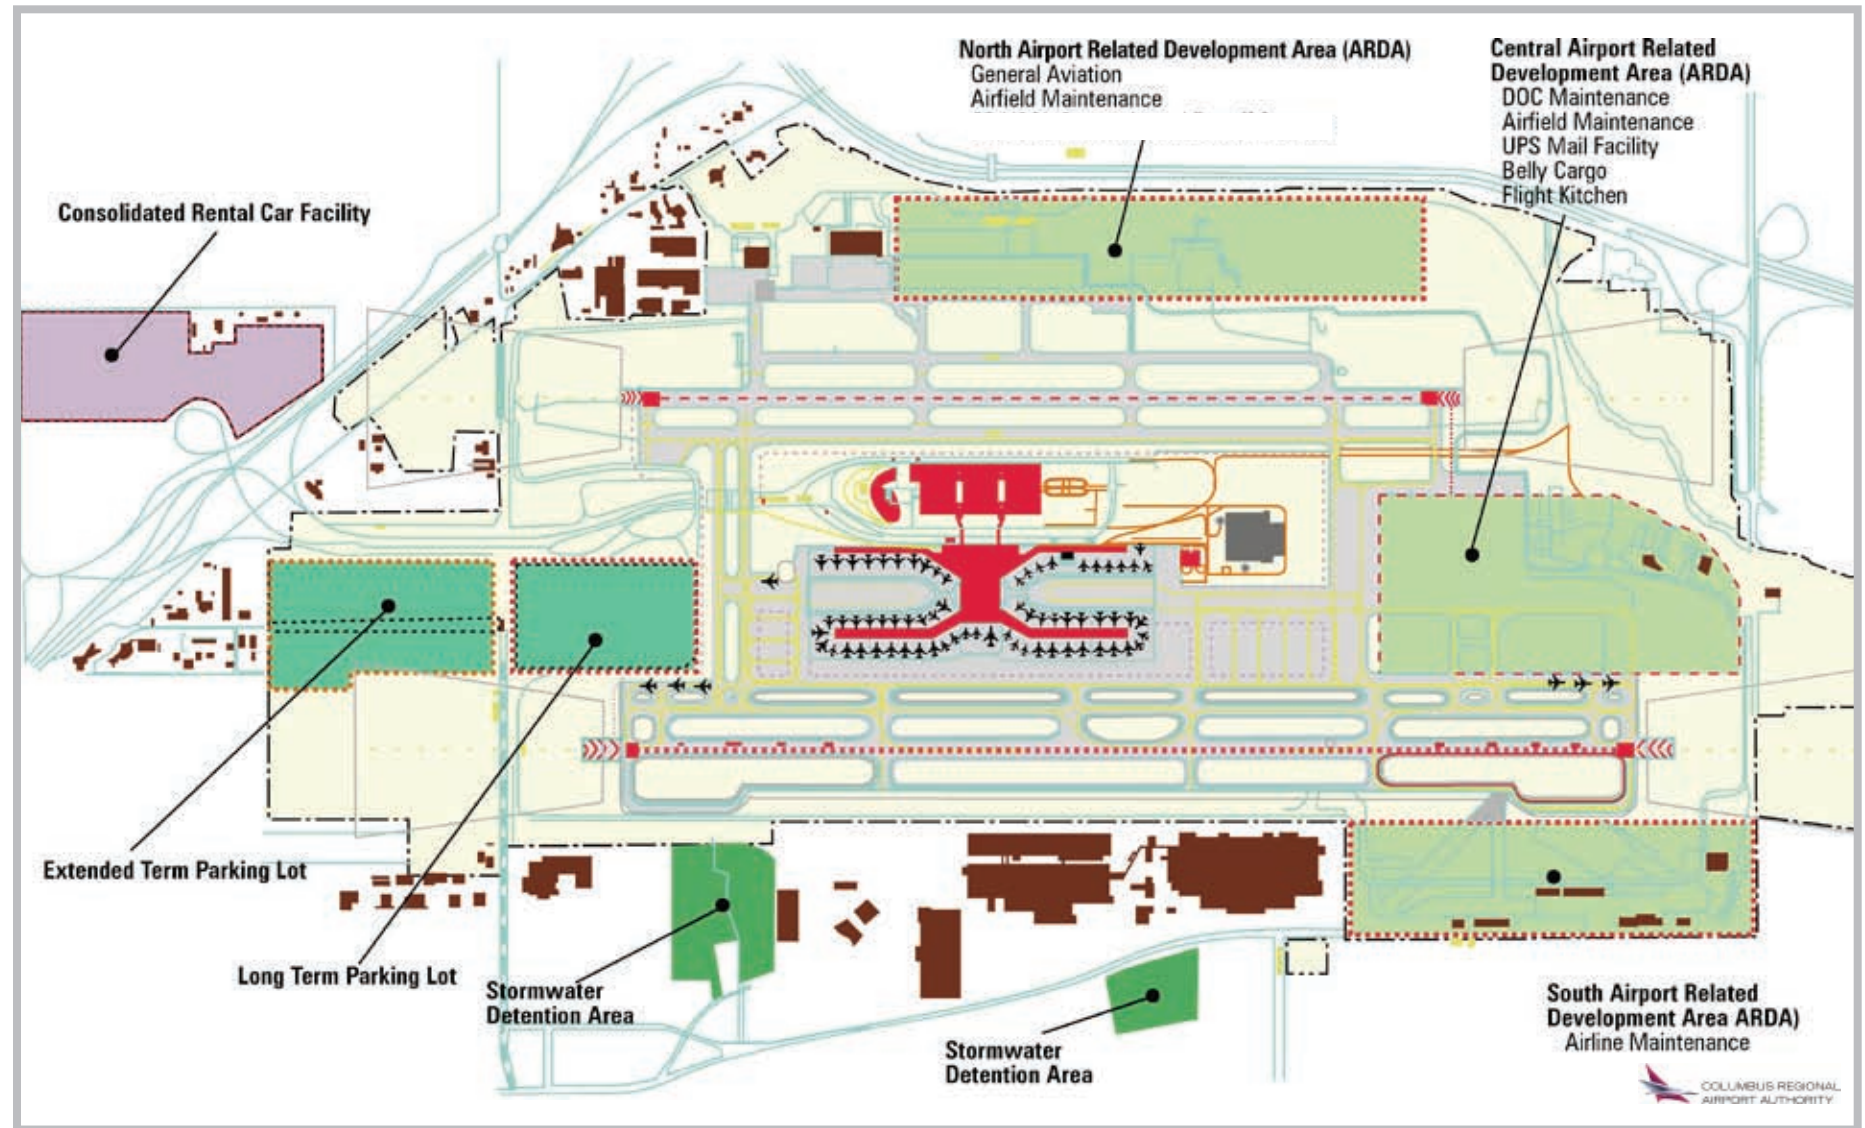 North Airport Related Development Area (ARDA)
General Aviation
Airfield Maintenance
Central Airport Related
Development Area (ARDA)
DOC Maintenance
Airfield Maintenance
UPS Mail Facility
Belly Cargo
Flight Kitchen
Consolidated Rental Car Facility
Extended Term Parking Lot
Long Term Parking Lot
Stormwater
Detention Area
Stormwater
Detention Area
South Airport Related
Development Area ARDA)
Airline Maintenance
COLUMBUS REGIONAL
AIRPORT AUTHORITY